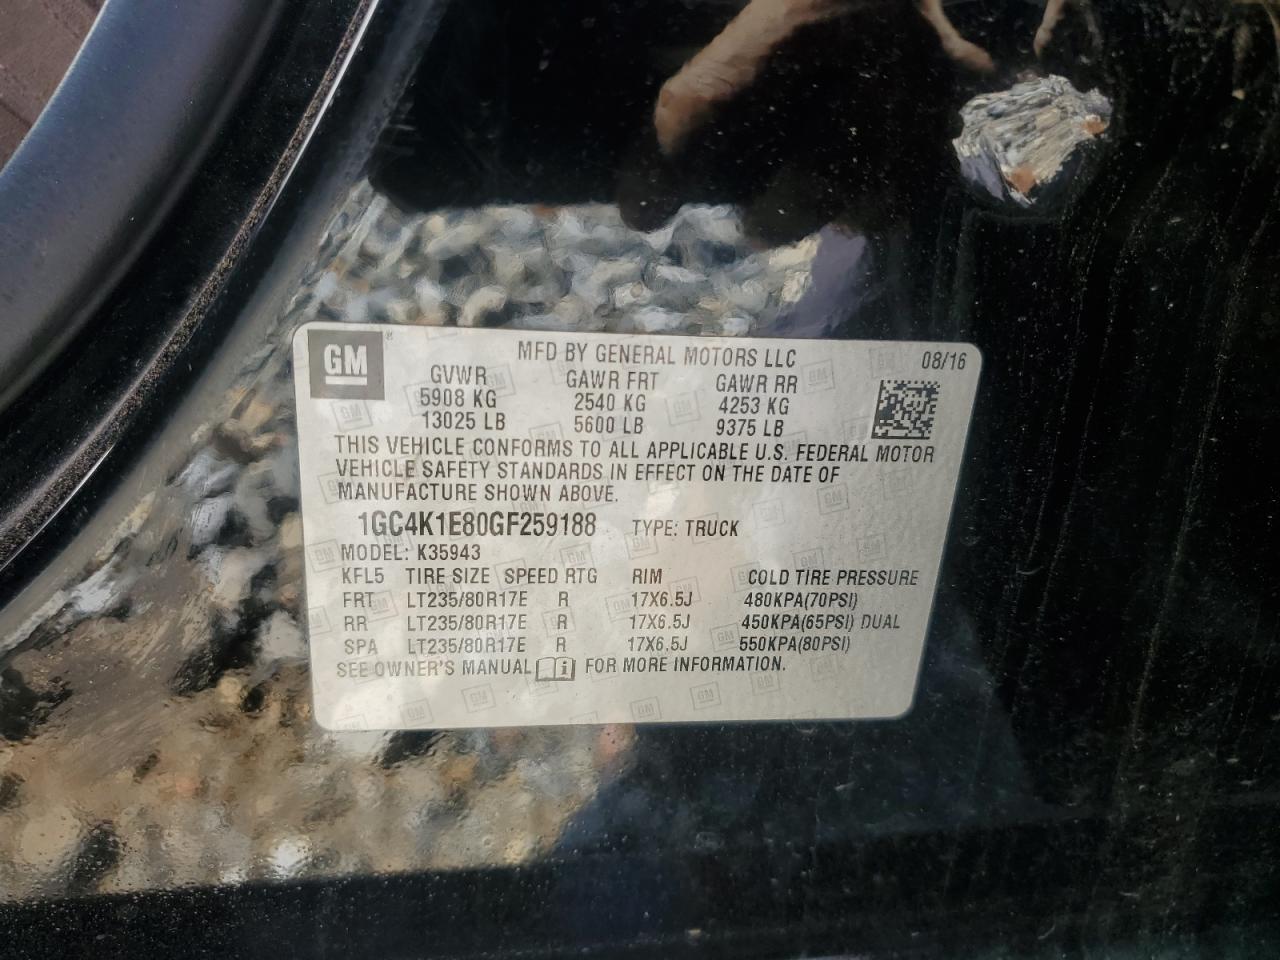 GM ®
MFD BY GENERAL MOTORS LLC 08/16
GVWR GAWR FRT GAWR RR
5908 KG 2540 KG 4253 KG
13025 LB 5600 LB 9375 LB
THIS VEHICLE CONFORMS TO ALL APPLICABLE U.S. FEDERAL MOTOR
VEHICLE SAFETY STANDARDS IN EFFECT ON THE DATE OF
MANUFACTURE SHOWN ABOVE.
1GC4K1E80GF259188 TYPE: TRUCK
MODEL: K35943
KFL5 TIRE SIZE SPEED RTG RIM COLD TIRE PRESSURE
FRT LT235/80R17E R 17X6.5J 480KPA(70PSI)
RR LT235/80R17E R 17X6.5J 450KPA(65PSI) DUAL
SPA LT235/80R17E R 17X6.5J 550KPA(80PSI)
SEE OWNER'S MANUAL i FOR MORE INFORMATION.